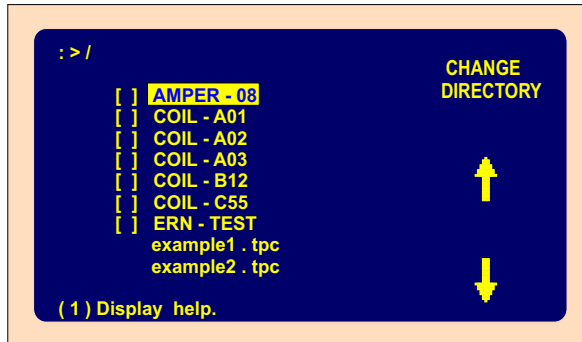 : > /
CHANGE
DIRECTORY
[ ] AMPER - 08
[ ] COIL - A01
[ ] COIL - A02
[ ] COIL - A03
[ ] COIL - B12
[ ] COIL - C55
[ ] ERN - TEST
example1 . tpc
example2 . tpc
( 1 ) Display help.